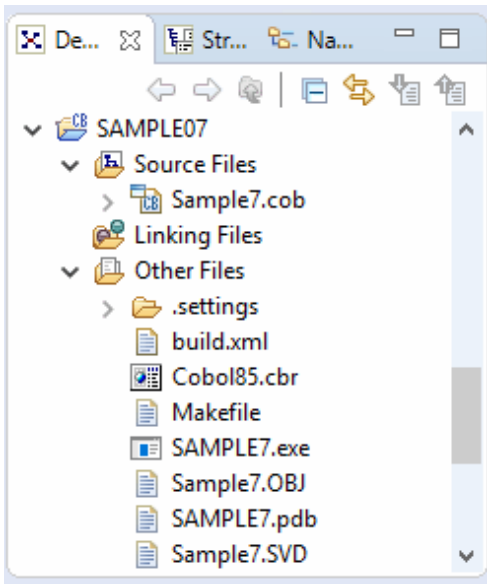 De... Str... Na...
SAMPLE07
Source Files
Sample7.cob
Linking Files
Other Files
.settings
build.xml
Cobol85.cbr
Makefile
SAMPLE7.exe
Sample7.OBJ
SAMPLE7.pdb
Sample7.SVD